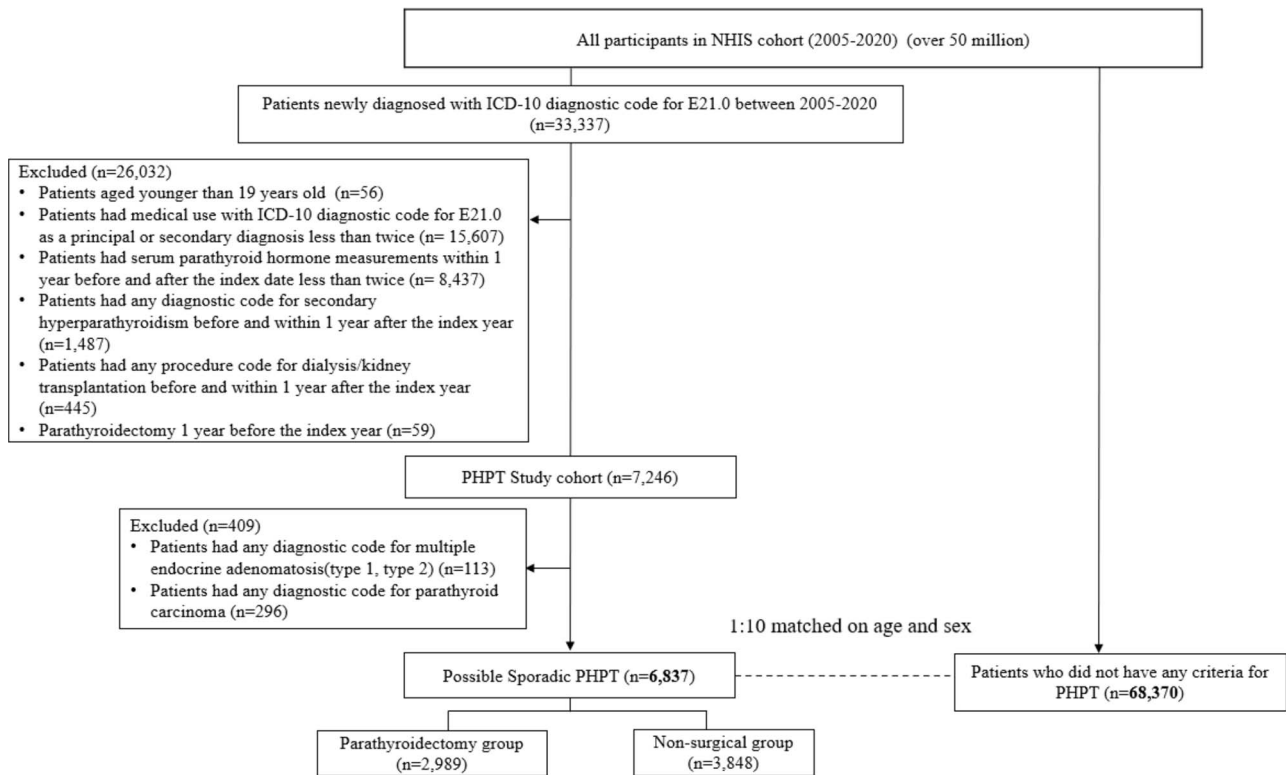 All participants in NHIS cohort (2005-2020) (over 50 million)
Patients newly diagnosed with ICD-10 diagnostic code for E21.0 between 2005-2020
(n=33,337)
Excluded (n=26,032)
• Patients aged younger than 19 years old (n=56)
• Patients had medical use with ICD-10 diagnostic code for E21.0
as a principal or secondary diagnosis less than twice (n= 15,607)
• Patients had serum parathyroid hormone measurements within 1
year before and after the index date less than twice (n= 8,437)
• Patients had any diagnostic code for secondary
hyperparathyroidism before and within 1 year after the index year
(n=1,487)
• Patients had any procedure code for dialysis/kidney
transplantation before and within 1 year after the index year
(n=445)
• Parathyroidectomy 1 year before the index year (n=59)
PHPT Study cohort (n=7,246)
Excluded (n=409)
• Patients had any diagnostic code for multiple
endocrine adenomatosis(type 1, type 2) (n=113)
• Patients had any diagnostic code for parathyroid
carcinoma (n=296)
1:10 matched on age and sex
Possible Sporadic PHPT (n=6,837)
Patients who did not have any criteria for
PHPT (n=68,370)
Parathyroidectomy group
(n=2,989)
Non-surgical group
(n=3,848)